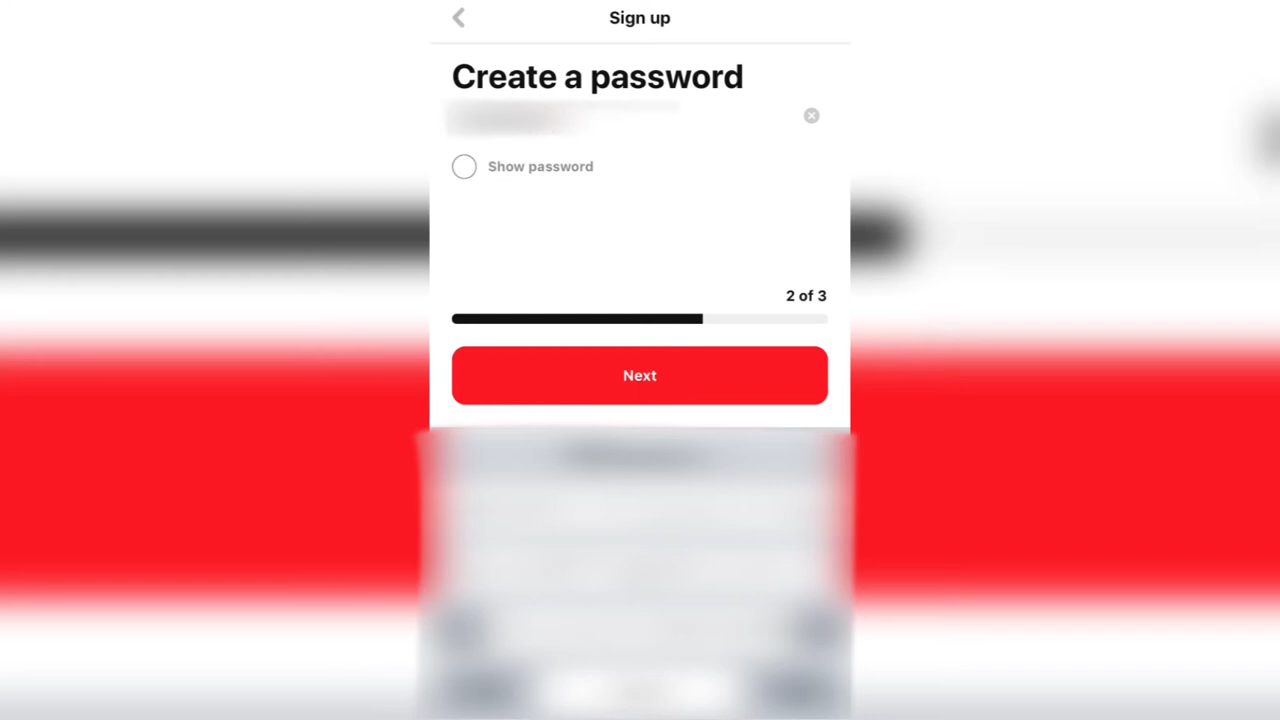 Sign up
Create a password
Show password
2 of 3
Next